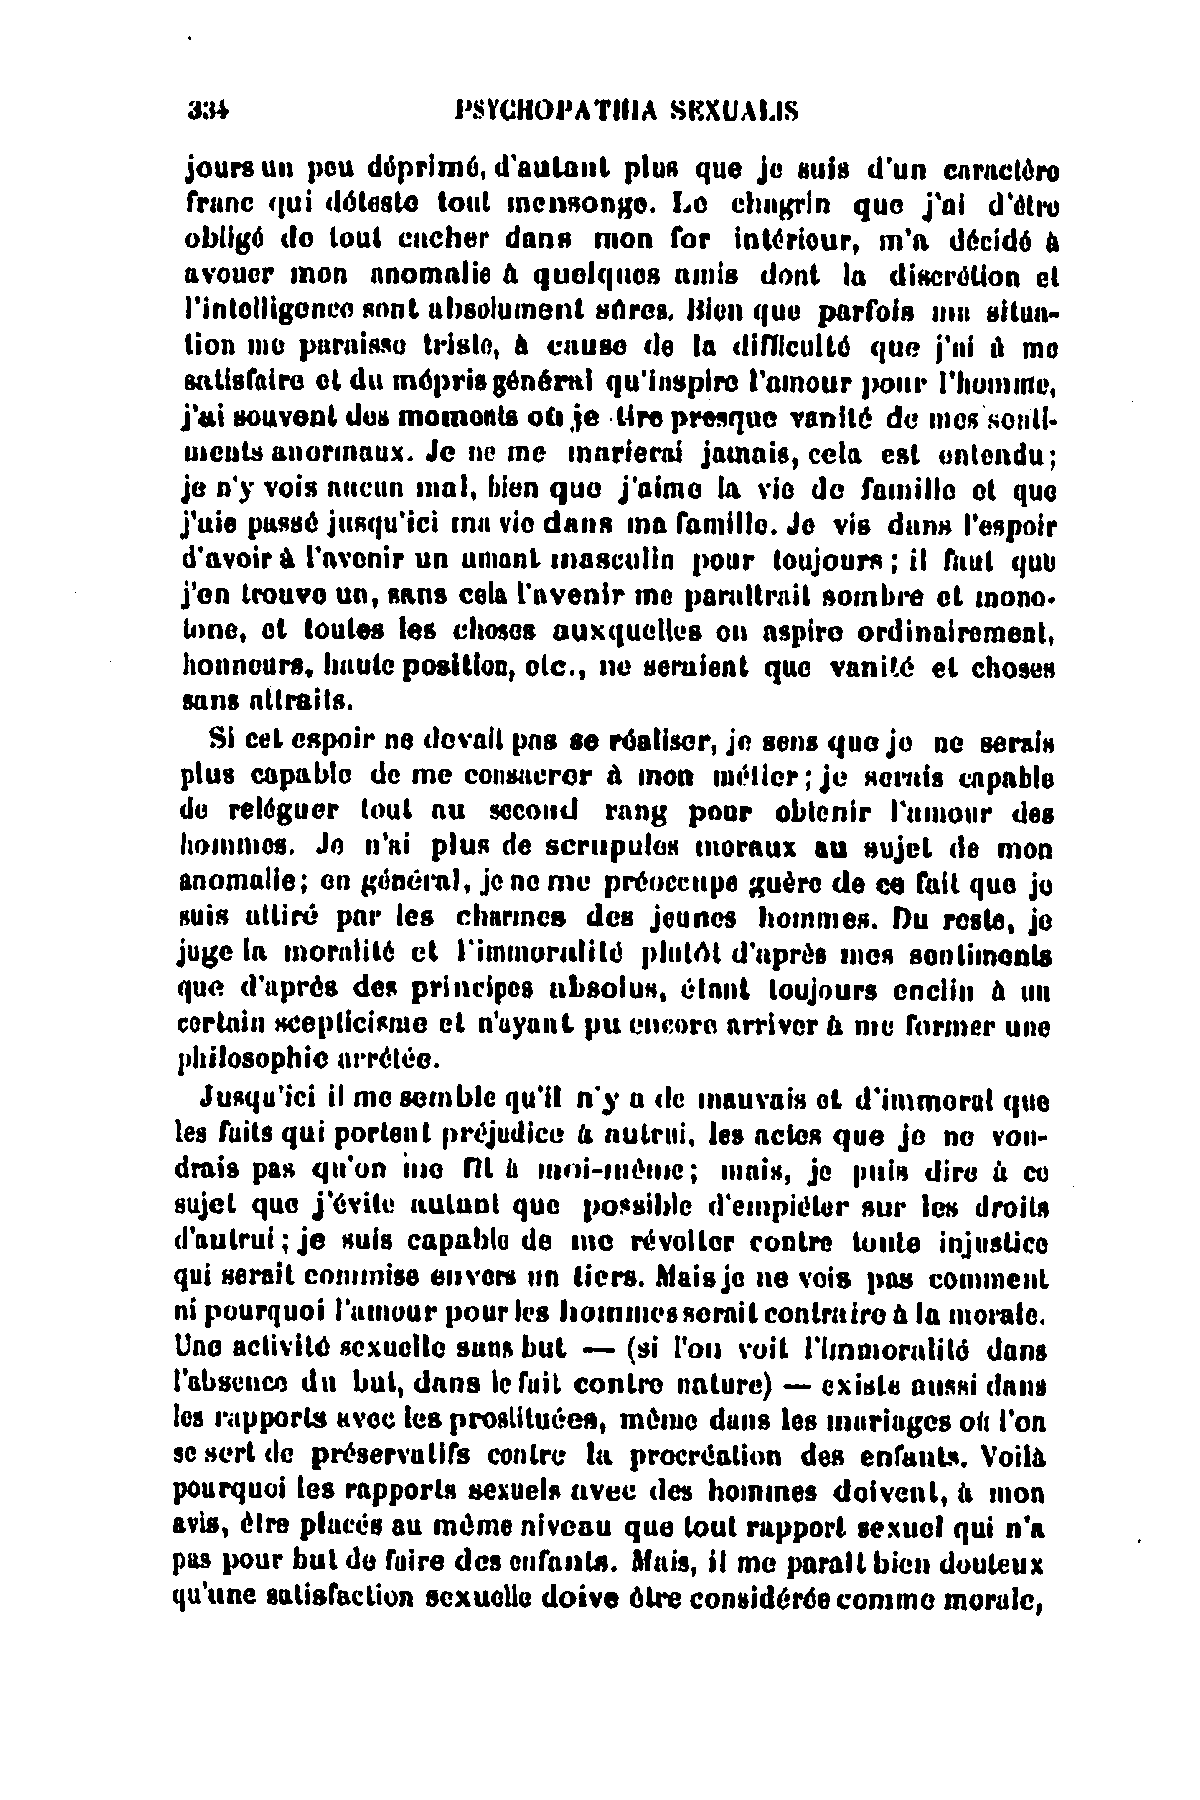 334 PSYCHOPATHIA SEXUALIS
jours un peu déprimé, d'autant plus que je suis d'un caractère
franc qui déteste tout mensonge. Le chagrin que j'ai d'être
obligé de tout cacher dans mon for intérieur, m'a décidé à
avouer mon anomalie à quelques amis dont la discrétion et
l'intelligence sont absolument sûres. Bien que parfois ma situa-
tion me paraisse triste, à cause de la difficulté que j'ai à me
satisfaire et du mépris général qu'inspire l'amour pour l'homme,
j'ai souvent des moments où je tire presque vanité de mes senti-
ments anormaux. Je ne me marierai jamais, cela est entendu;
je n'y vois aucun mal, bien que j'aime la vie de famille et que
j'aie passé jusqu'ici ma vie dans ma famille. Je vis dans l'espoir
d'avoir à l'avenir un amant masculin pour toujours; il faut que
j'en trouve un, sans cela l'avenir me paraîtrait sombre et mono-
tone, et toutes les choses auxquelles on aspire ordinairement,
honneurs, haute position, etc., ne seraient que vanité et choses
sans attraits.
Si cet espoir ne devait pas se réaliser, je sens que je ne serais
plus capable de me consacrer à mon métier; je serais capable
de reléguer tout au second rang pour obtenir l'amour des
hommes. Je n'ai plus de scrupules moraux au sujet de mon
anomalie; en général, je ne me préoccupe guère de ce fait que je
suis attiré par les charmes des jeunes hommes. Du reste, je
juge la moralité et l'immoralité plutôt d'après mes sentiments
que d'après des principes absolus, étant toujours enclin à un
certain scepticisme et n'ayant pu encore arriver à me former une
philosophie arrêtée.
Jusqu'ici il me semble qu'il n'y a de mauvais et d'immoral que
les faits qui portent préjudice à autrui, les actes que je ne vou-
drais pas qu'on me fît à moi-même; mais, je puis dire à ce
sujet que j'évite autant que possible d'empiéter sur les droits
d'autrui; je suis capable de me révolter contre toute injustice
qui serait commise envers un tiers. Mais je ne vois pas comment
ni pourquoi l'amour pour les hommes serait contraire à la morale.
Une activité sexuelle sans but — (si l'on voit l'immoralité dans
l'absence du but, dans le fait contre nature) — existe aussi dans
les rapports avec les prostituées, même dans les mariages où l'on
se sert de préservatifs contre la procréation des enfants. Voilà
pourquoi les rapports sexuels avec des hommes doivent, à mon
avis, être placés au même niveau que tout rapport sexuel qui n'a
pas pour but de faire des enfants. Mais, il me paraît bien douteux
qu'une satisfaction sexuelle doive être considérée comme morale,